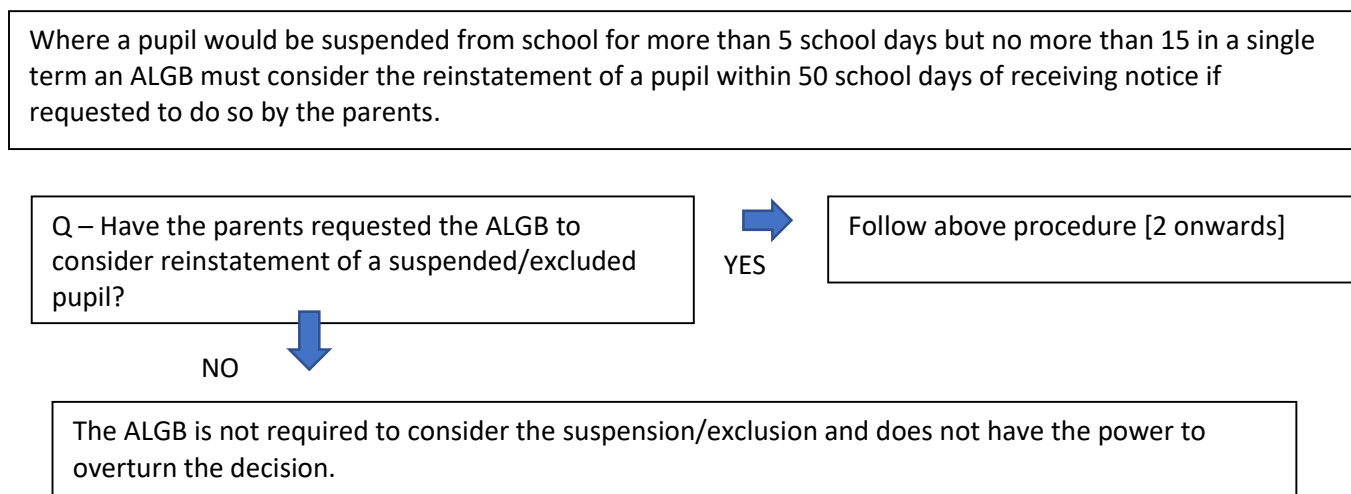 Where a pupil would be suspended from school for more than 5 school days but no more than 15 in a single
term an ALGB must consider the reinstatement of a pupil within 50 school days of receiving notice if
requested to do so by the parents.
Q – Have the parents requested the ALGB to
consider reinstatement of a suspended/excluded
pupil?
YES
Follow above procedure [2 onwards]
NO
The ALGB is not required to consider the suspension/exclusion and does not have the power to
overturn the decision.